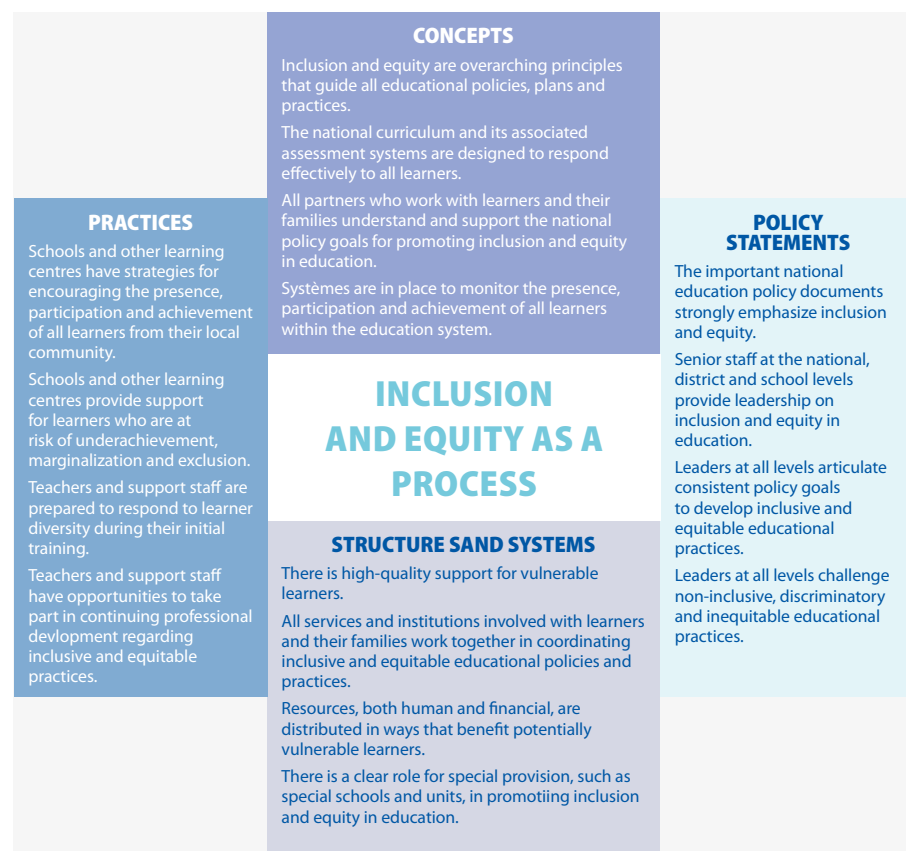 CONCEPTS
Inclusion and equity are overarching principles
that guide all educational policies, plans and
practices.
The national curriculum and its associated
assessment systems are designed to respond
effectively to all learners.
All partners who work with learners and their
families understand and support the national
policy goals for promoting inclusion and equity
in education.
Systèmes are in place to monitor the presence,
participation and achievement of all learners
within the education system.
PRACTICES
Schools and other learning
centres have strategies for
encouraging the presence,
participation and achievement
of all learners from their local
community.
Schools and other learning
centres provide support
for learners who are at
risk of underachievement,
marginalization and exclusion.
Teachers and support staff are
prepared to respond to learner
diversity during their initial
training.
Teachers and support staff
have opportunities to take
part in continuing professional
devlopment regarding
inclusive and equitable
practices.
INCLUSION
AND EQUITY AS A
PROCESS
POLICY
STATEMENTS
The important national
education policy documents
strongly emphasize inclusion
and equity.
Senior staff at the national,
district and school levels
provide leadership on
inclusion and equity in
education.
Leaders at all levels articulate
consistent policy goals
to develop inclusive and
equitable educational
practices.
Leaders at all levels challenge
non-inclusive, discriminatory
and inequitable educational
practices.
STRUCTURE SAND SYSTEMS
There is high-quality support for vulnerable
learners.
All services and institutions involved with learners
and their families work together in coordinating
inclusive and equitable educational policies and
practices.
Resources, both human and financial, are
distributed in ways that benefit potentially
vulnerable learners.
There is a clear role for special provision, such as
special schools and units, in promotiing inclusion
and equity in education.